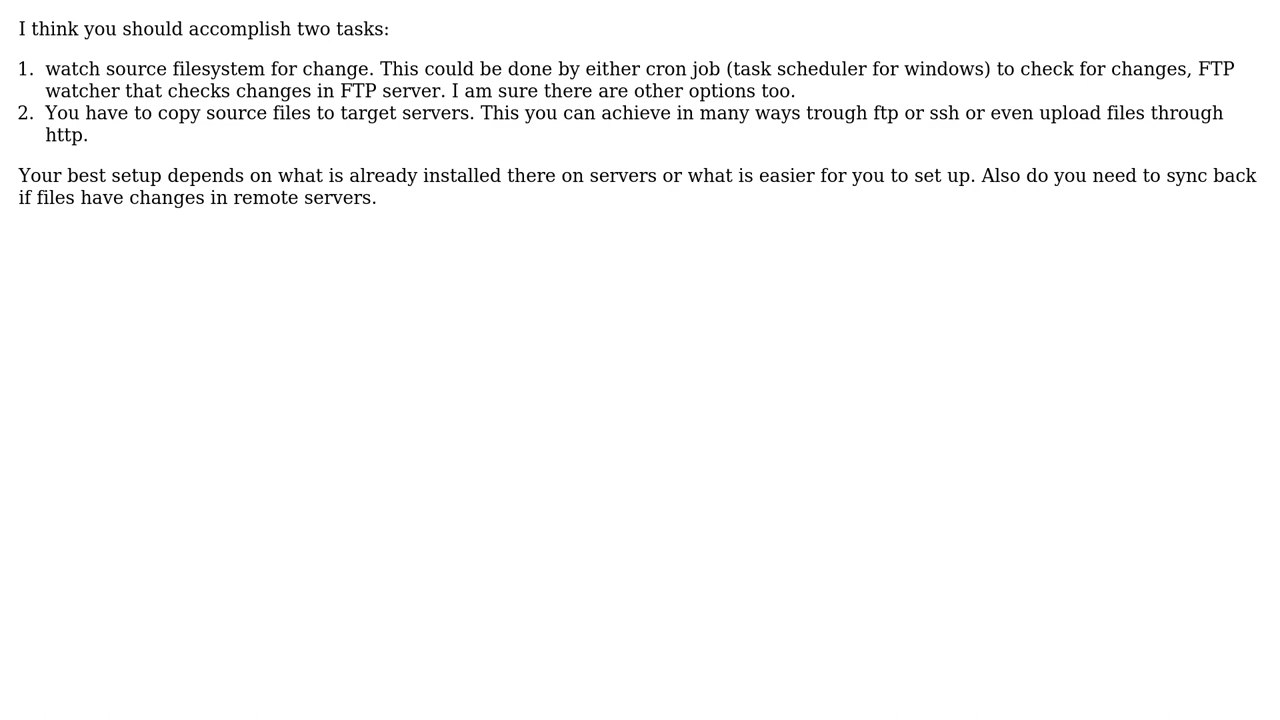 I think you should accomplish two tasks:
1. watch source filesystem for change. This could be done by either cron job (task scheduler for windows) to check for changes, FTP
watcher that checks changes in FTP server. I am sure there are other options too.
2. You have to copy source files to target servers. This you can achieve in many ways trough ftp or ssh or even upload files through
http.
Your best setup depends on what is already installed there on servers or what is easier for you to set up. Also do you need to sync back
if files have changes in remote servers.